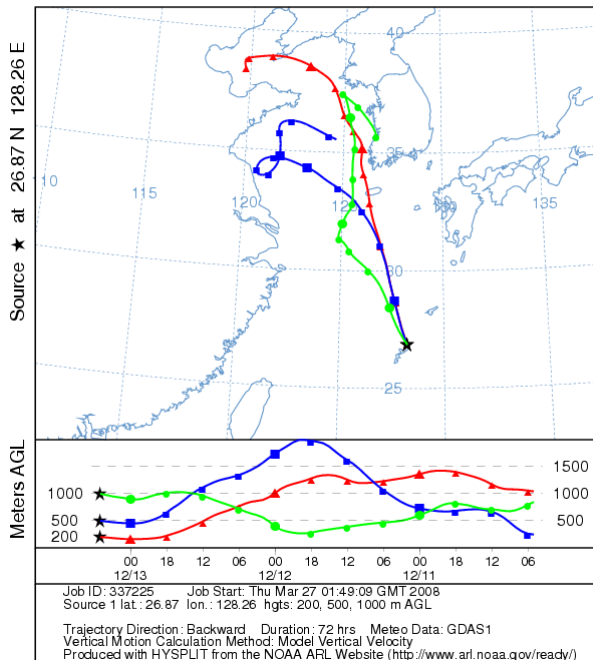 Source ★ at 26.87 N 128.26 E
40
35
30
25
10
115
120
125
130
135
Meters AGL
1000
500
200
1500
1000
500
00 18 12 06 00 18 12 06 00 18 12 06
12/13 12/12 12/11
Job ID: 337225 Job Start: Thu Mar 27 01:49:09 GMT 2008
Source 1 lat.: 26.87 lon.: 128.26 hgts: 200, 500, 1000 m AGL
Trajectory Direction: Backward Duration: 72 hrs Meteo Data: GDAS1
Vertical Motion Calculation Method: Model Vertical Velocity
Produced with HYSPLIT from the NOAA ARL Website (http://www.arl.noaa.gov/ready/)